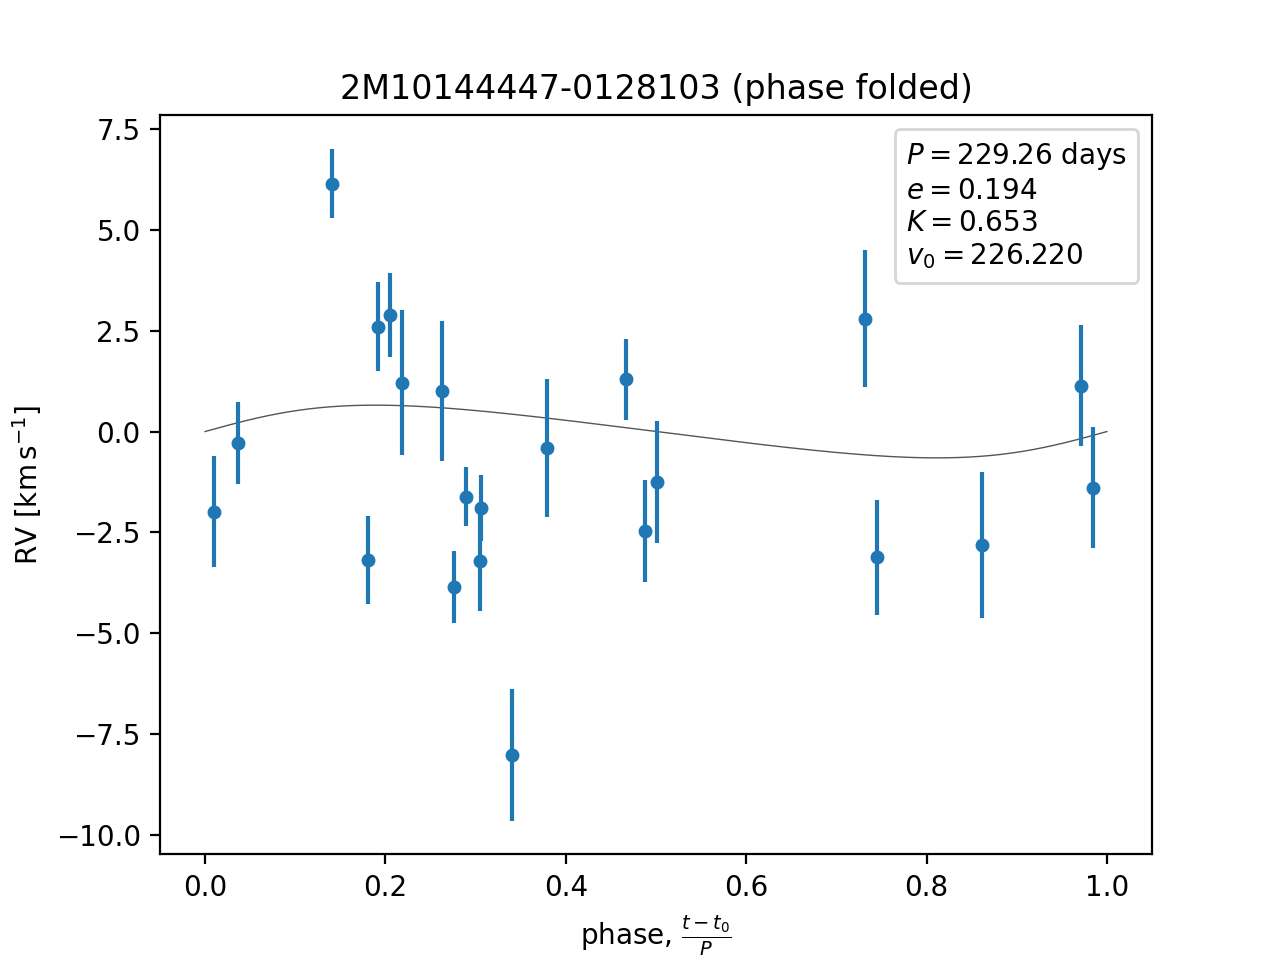 2M10144447-0128103 (phase folded)
P = 229.26 days
e = 0.194
K = 0.653
v₀ = 226.220
RV [km s⁻¹]
7.5
5.0
2.5
0.0
−2.5
−5.0
−7.5
−10.0
0.0 0.2 0.4 0.6 0.8 1.0
phase, (t − t₀)/P